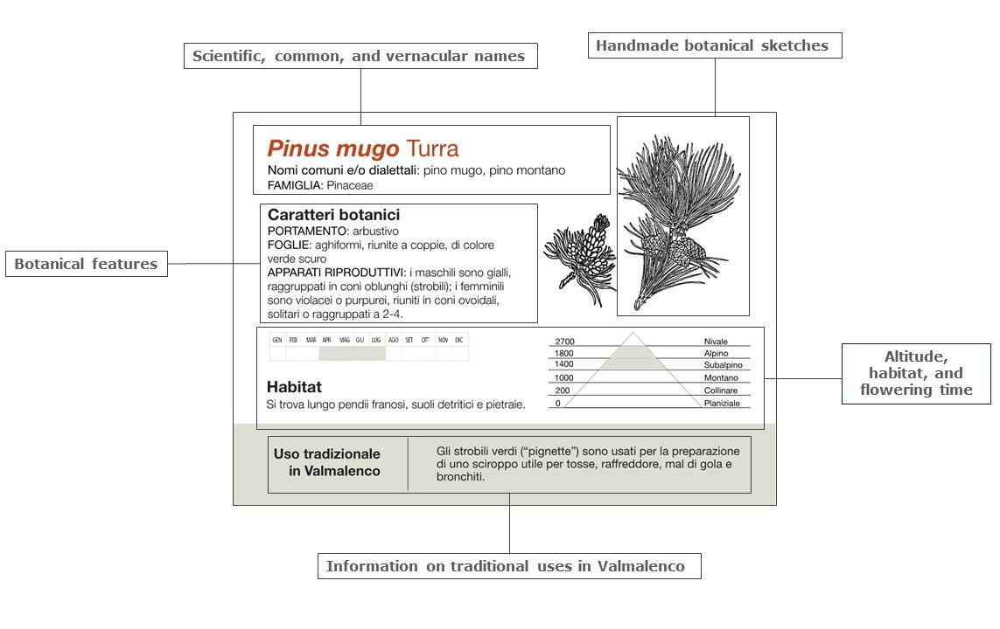 Scientific, common, and vernacular names
Handmade botanical sketches
Pinus mugo Turra
Nomi comuni e/o dialettali: pino mugo, pino montano
FAMIGLIA: Pinaceae
Caratteri botanici
PORTAMENTO: arbustivo
FOGLIE: aghiformi, riunite a coppie, di colore
verde scuro
APPARATI RIPRODUTTIVI: i maschili sono gialli,
raggruppati in coni oblunghi (strobili); i femminili
sono violacei o purpurei, riuniti in coni ovoidali,
solitari o raggruppati a 2-4.
Botanical features
GEN FEB MAR APR MAG GIU LUG AGO SET OTT NOV DIC
2700 Nivale
1800 Alpino
1400 Subalpino
1000 Montano
200 Collinare
0 Planiziale
Habitat
Si trova lungo pendii franosi, suoli detritici e pietraie.
Altitude,
habitat, and
flowering time
Uso tradizionale
in Valmalenco
Gli strobili verdi (“pignette”) sono usati per la preparazione
di uno sciroppo utile per tosse, raffreddore, mal di gola e
bronchiti.
Information on traditional uses in Valmalenco